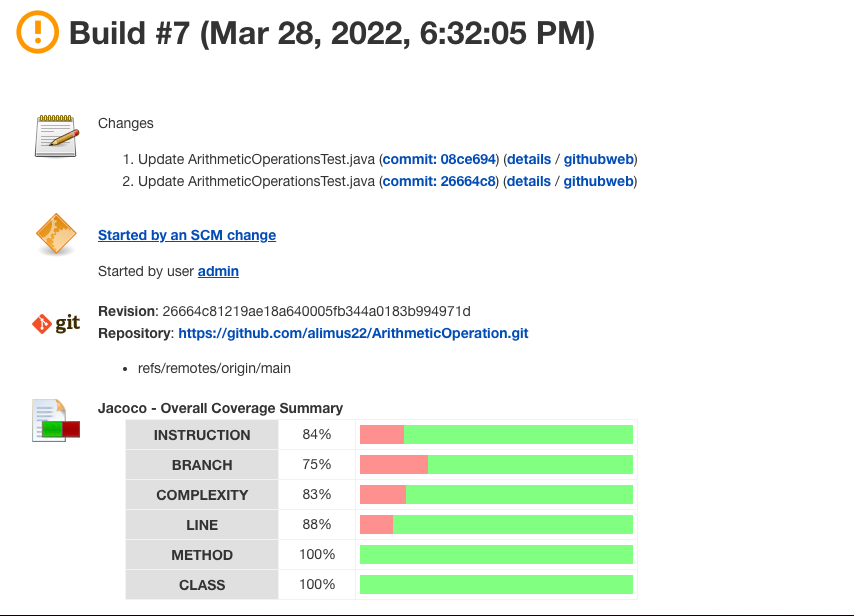 Build #7 (Mar 28, 2022, 6:32:05 PM)
Changes
1. Update ArithmeticOperationsTest.java (commit: 08ce694) (details / githubweb)
2. Update ArithmeticOperationsTest.java (commit: 26664c8) (details / githubweb)
Started by an SCM change
Started by user admin
git
Revision: 26664c81219ae18a640005fb344a0183b994971d
Repository: https://github.com/alimus22/ArithmeticOperation.git
• refs/remotes/origin/main
Jacoco - Overall Coverage Summary
INSTRUCTION 84%
BRANCH 75%
COMPLEXITY 83%
LINE 88%
METHOD 100%
CLASS 100%